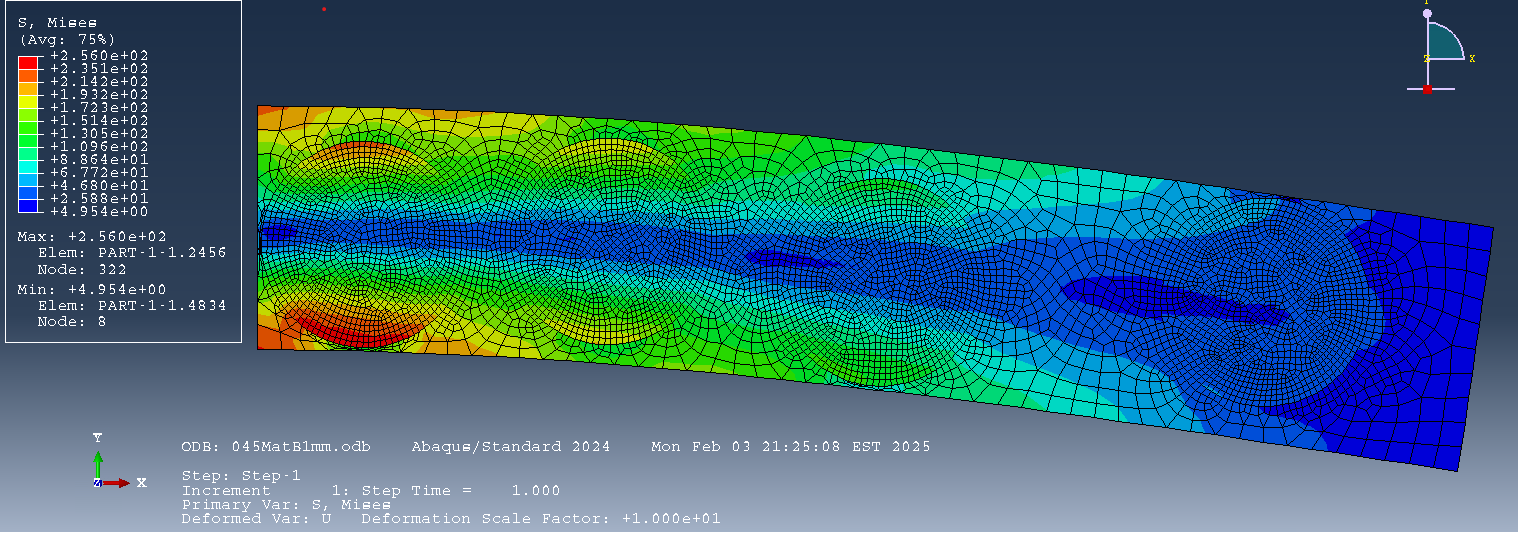 S, Mises
(Avg: 75%)
+2.560e+02
+2.351e+02
+2.142e+02
+1.932e+02
+1.723e+02
+1.514e+02
+1.305e+02
+1.096e+02
+8.864e+01
+6.772e+01
+4.680e+01
+2.588e+01
+4.954e+00
Max: +2.560e+02
Elem: PART-1-1.2456
Node: 322
Min: +4.954e+00
Elem: PART-1-1.4834
Node: 8
Y
Z X
Y
Z X
ODB: 045MatB1mm.odb Abaqus/Standard 2024 Mon Feb 03 21:25:08 EST 2025
Step: Step-1
Increment 1: Step Time = 1.000
Primary Var: S, Mises
Deformed Var: U Deformation Scale Factor: +1.000e+01